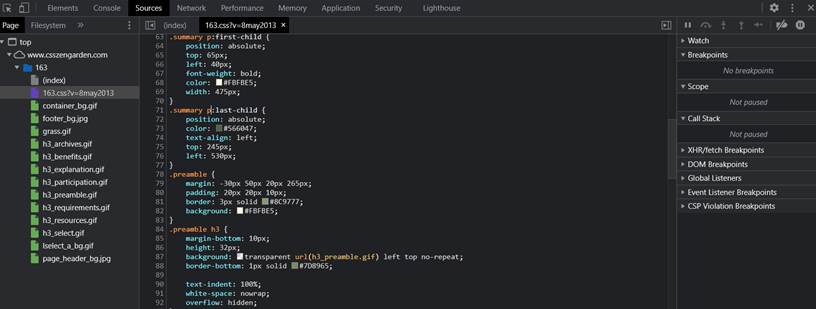 Elements Console Sources Network Performance Memory Application Security Lighthouse
Page Filesystem
(index) 163.css?v=8may2013
top
www.csszengarden.com
163
(index)
163.css?v=8may2013
container_bg.gif
footer_bg.jpg
grass.gif
h3_archives.gif
h3_benefits.gif
h3_explanation.gif
h3_participation.gif
h3_preamble.gif
h3_requirements.gif
h3_resources.gif
h3_select.gif
lselect_a_bg.gif
page_header_bg.jpg
63 .summary p:first-child {
64 position: absolute;
65 top: 65px;
66 left: 40px;
67 font-weight: bold;
68 color: #FBFBE5;
69 width: 475px;
70 }
71 .summary p:last-child {
72 position: absolute;
73 color: #566047;
74 text-align: left;
75 top: 245px;
76 left: 530px;
77 }
78 .preamble {
79 margin: -30px 50px 20px 265px;
80 padding: 20px 20px 10px;
81 border: 3px solid #8C9777;
82 background: #FBFBE5;
83 }
84 .preamble h3 {
85 margin-bottom: 10px;
86 height: 32px;
87 background: transparent url(h3_preamble.gif) left top no-repeat;
88 border-bottom: 1px solid #7D8965;
89
90 text-indent: 100%;
91 white-space: nowrap;
92 overflow: hidden;
Watch
Breakpoints
No breakpoints
Scope
Not paused
Call Stack
Not paused
XHR/fetch Breakpoints
DOM Breakpoints
Global Listeners
Event Listener Breakpoints
CSP Violation Breakpoints